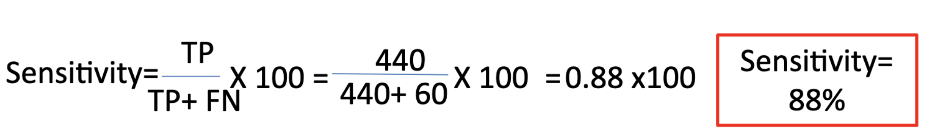 Sensitivity= TP / TP+ FN X 100 = 440 / 440+ 60 X 100 =0.88 x100
Sensitivity=
88%